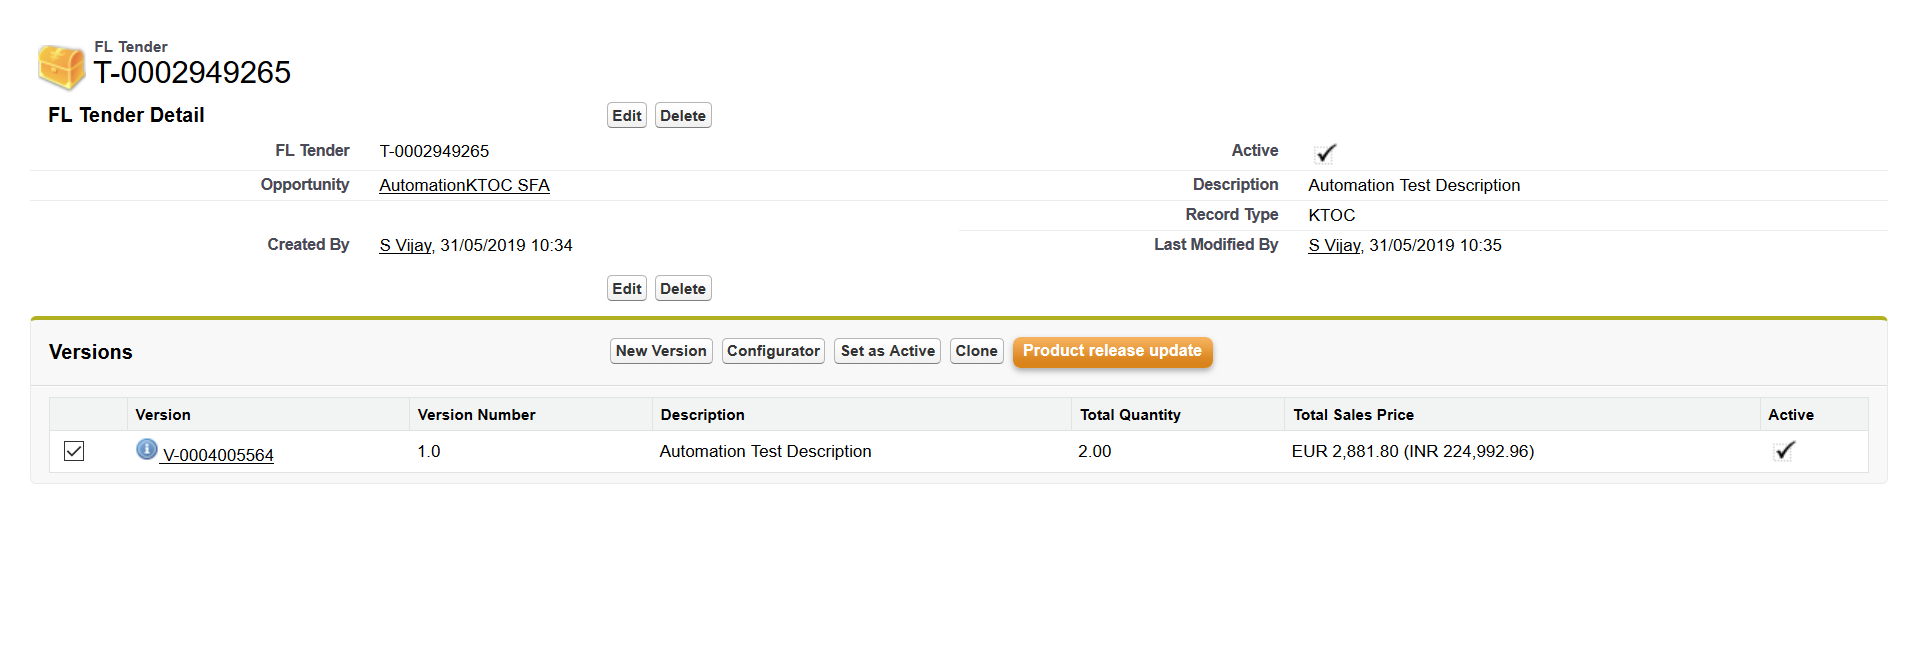 FL Tender
T-0002949265
FL Tender Detail Edit Delete
FL Tender T-0002949265 Active
Opportunity AutomationKTOC SFA Description Automation Test Description
Record Type KTOC
Created By S Vijay, 31/05/2019 10:34 Last Modified By S Vijay, 31/05/2019 10:35
Edit Delete
Versions New Version Configurator Set as Active Clone Product release update
Version Version Number Description Total Quantity Total Sales Price Active
V-0004005564 1.0 Automation Test Description 2.00 EUR 2,881.80 (INR 224,992.96)